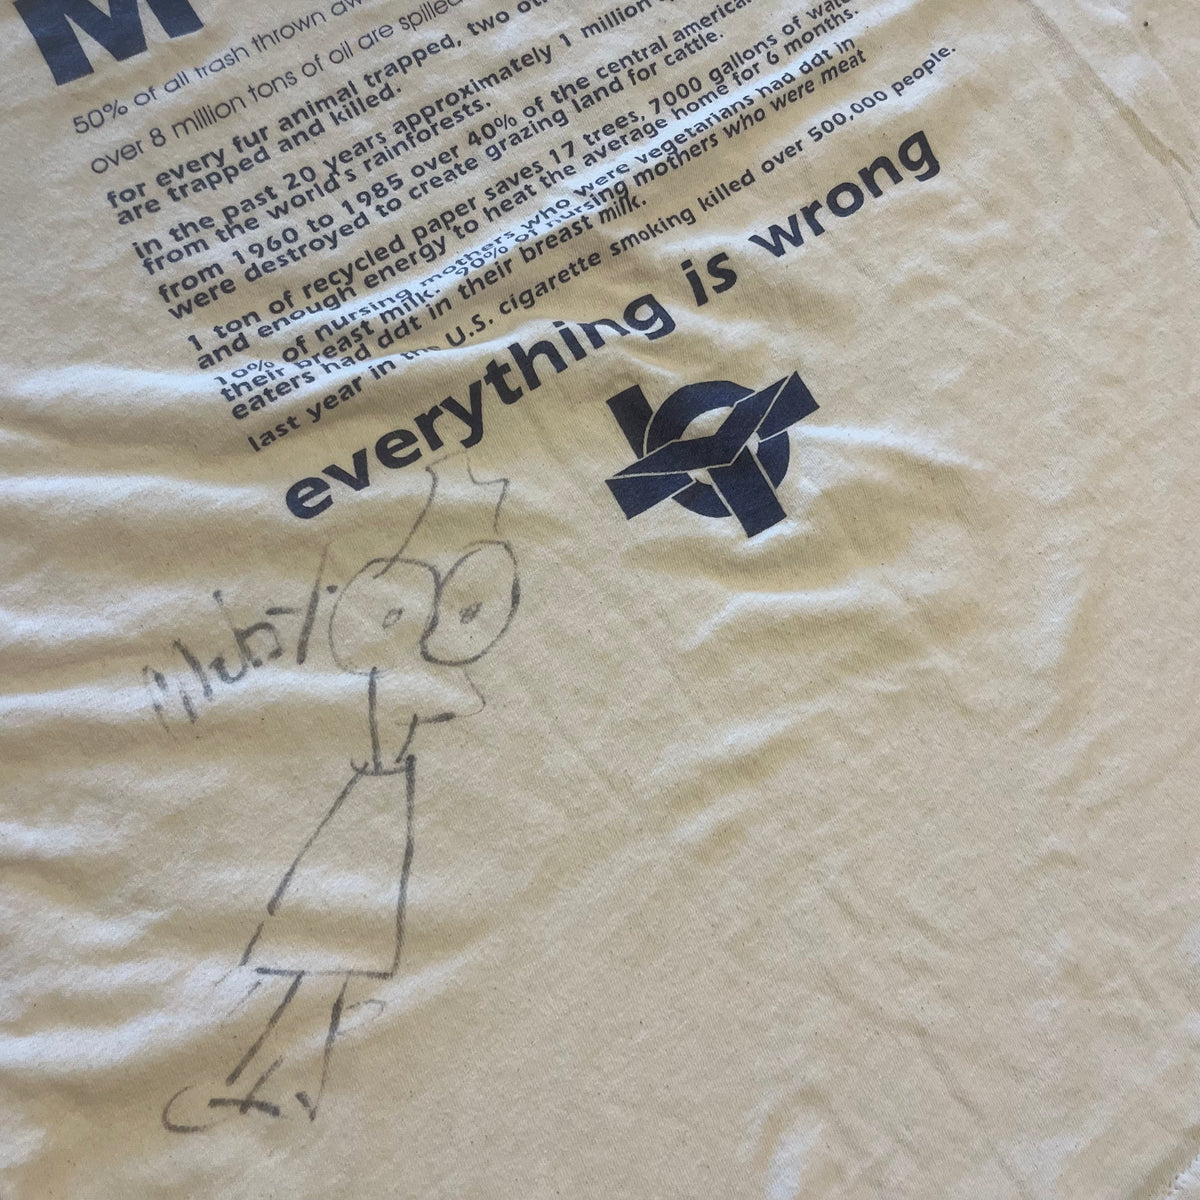 M
50% of all trash thrown aw
over 8 million tons of oil are spilled
for every fur animal trapped, two ot
are trapped and killed.
in the past 20 years approximately 1 million
from the world's rainforests.
from 1960 to 1985 over 40% of the central american
were destroyed to create grazing land for cattle.
1 ton of recycled paper saves 17 trees, 7000 gallons of wat
and enough energy to heat the average home for 6 months.
10% of nursing mothers who were vegetarians had ddt in
their breast milk. 90% of nursing mothers who were meat
eaters had ddt in their breast milk.
last year in the U.S. cigarette smoking killed over 500,000 people.
everything is wrong